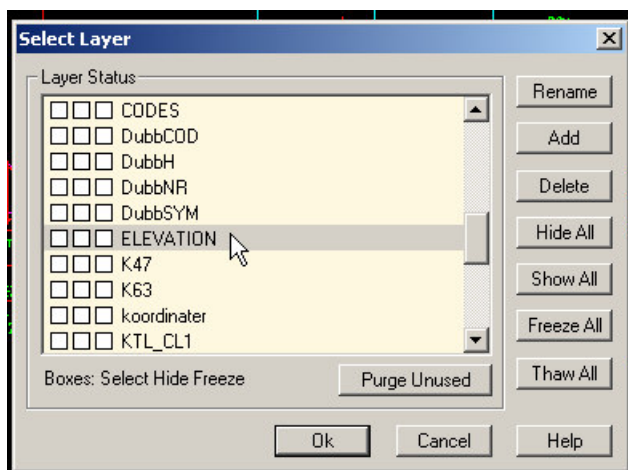 Select Layer
Layer Status
CODES
DubbCOD
DubbH
DubbNR
DubbSYM
ELEVATION
K47
K63
koordinater
KTL_CL1
Boxes: Select Hide Freeze
Purge Unused
Rename
Add
Delete
Hide All
Show All
Freeze All
Thaw All
Ok
Cancel
Help